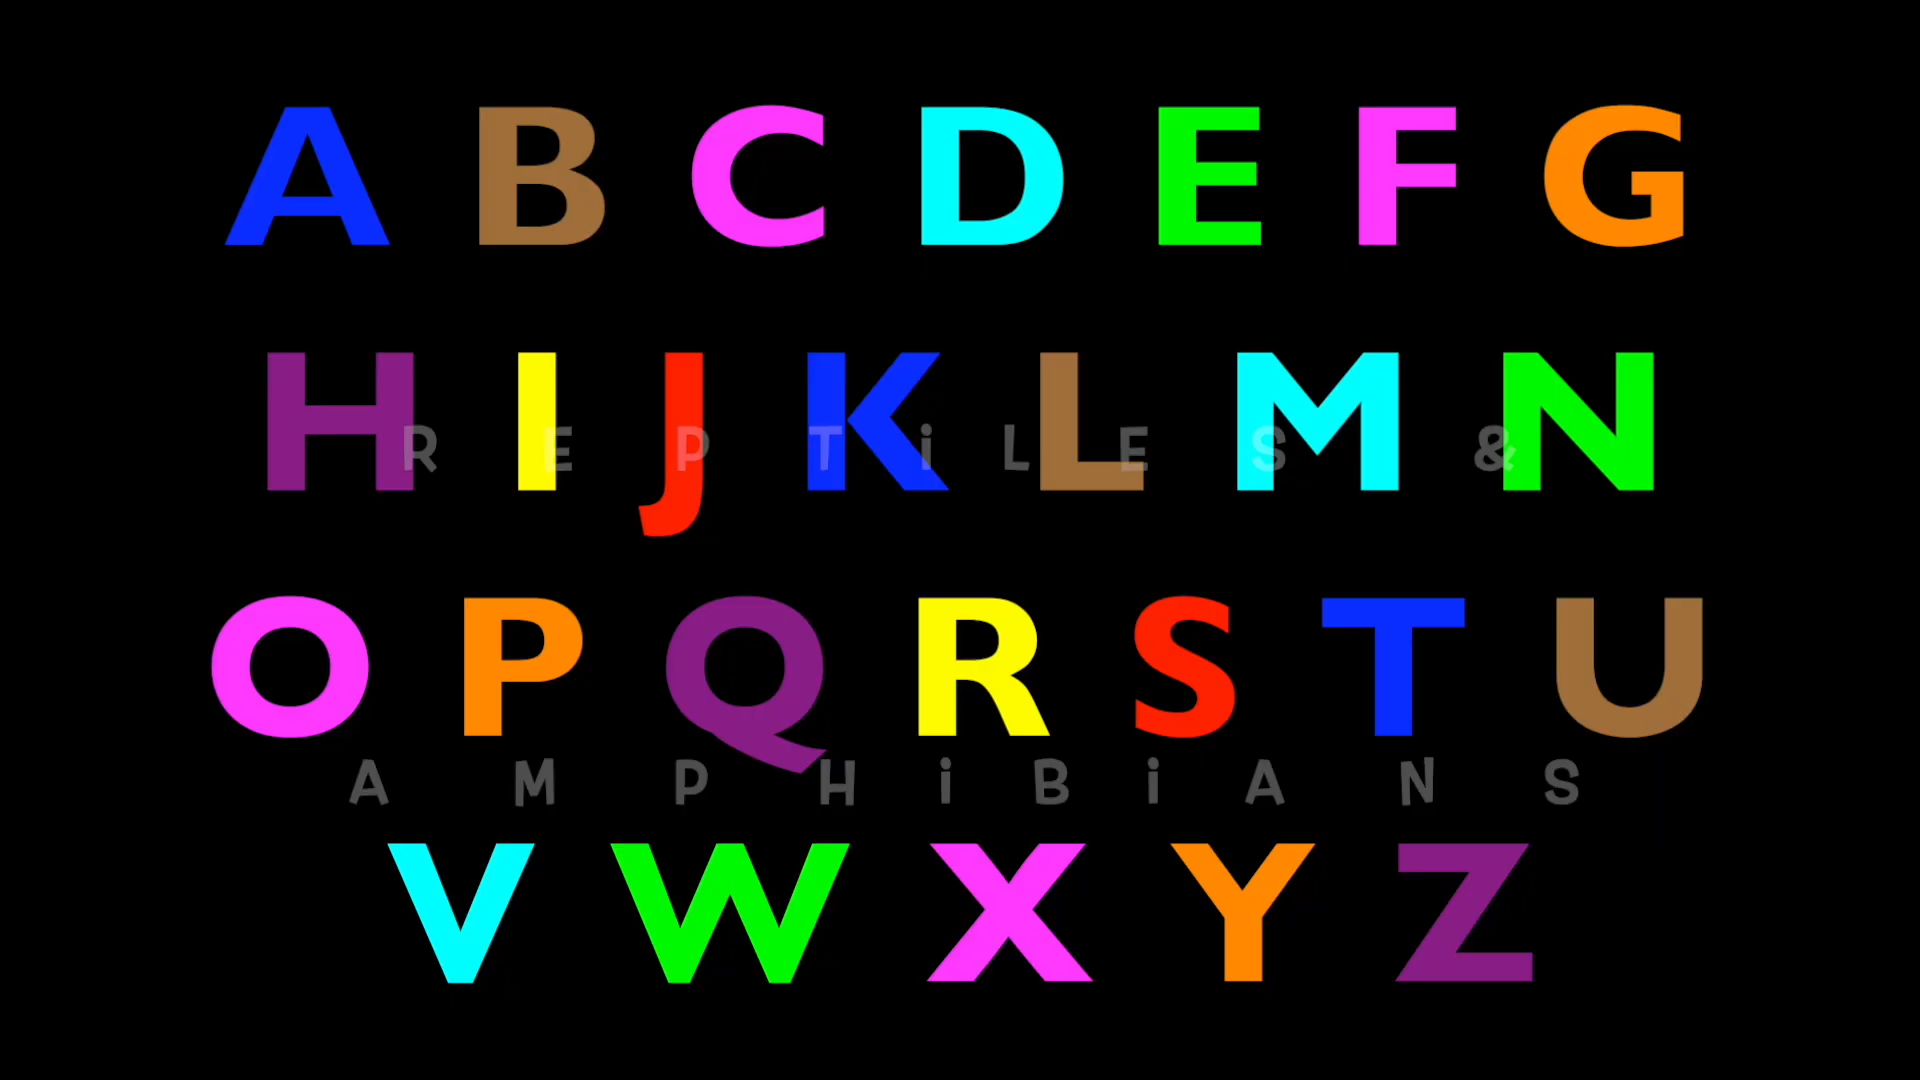 A B C D E F G
H I J K L M N
R E P T i L E S &
O P Q R S T U
A M P H i B i A N S
V W X Y Z